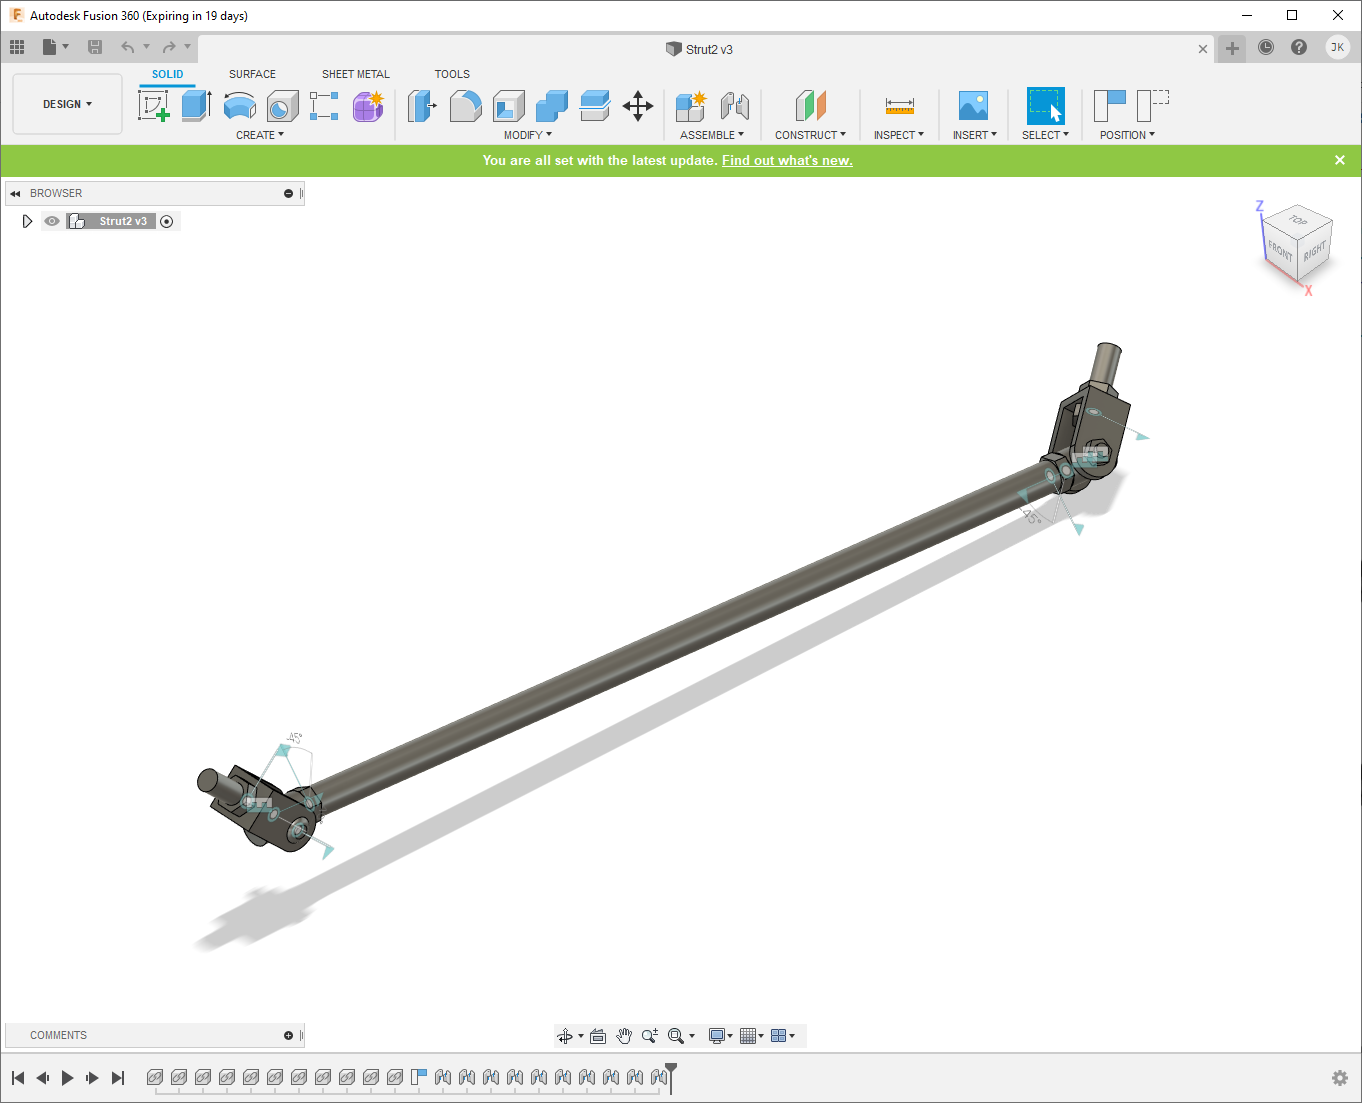 Autodesk Fusion 360 (Expiring in 19 days)
Strut2 v3
JK
SOLID SURFACE SHEET METAL TOOLS
DESIGN
CREATE MODIFY ASSEMBLE CONSTRUCT INSPECT INSERT SELECT POSITION
You are all set with the latest update. Find out what's new.
BROWSER
Strut2 v3
Z
TOP
FRONT
RIGHT
X
45°
45°
COMMENTS